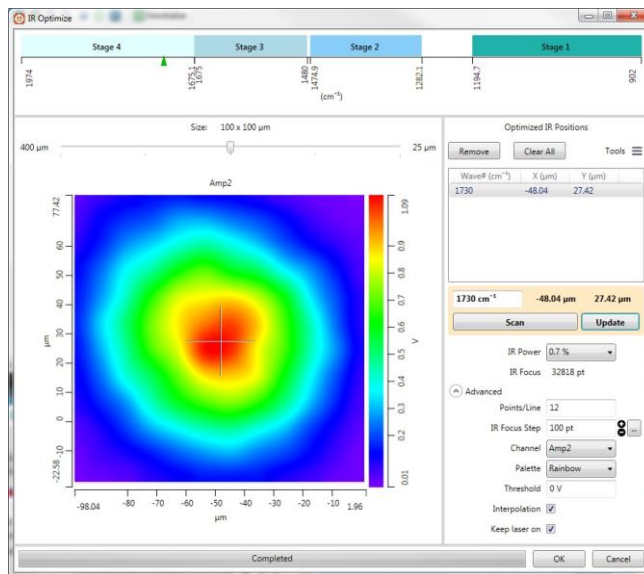 IR Optimize
Stage 4 Stage 3 Stage 2 Stage 1
1974 1675.1 1675 1480 1474.9 1282.1 1194.7 902
(cm⁻¹)
Size: 100 x 100 µm
400 µm 25 µm
Amp2
77.42
60
50
40
30
20
10
0
-10
-22.58
µm
-98.04 -80 -70 -60 -50 -40 -30 -20 -10 1.96
µm
1.09
0.9
0.8
0.7
0.6
0.5
0.4
0.3
0.2
0.01
V
Optimized IR Positions
Remove Clear All Tools
Wave# (cm⁻¹) X (µm) Y (µm)
1730 -48.04 27.42
1730 cm⁻¹ -48.04 µm 27.42 µm
Scan Update
IR Power 0.7 %
IR Focus 32818 pt
Advanced
Points/Line 12
IR Focus Step 100 pt ...
Channel Amp2
Palette Rainbow
Threshold 0 V
Interpolation
Keep laser on
Completed
OK Cancel